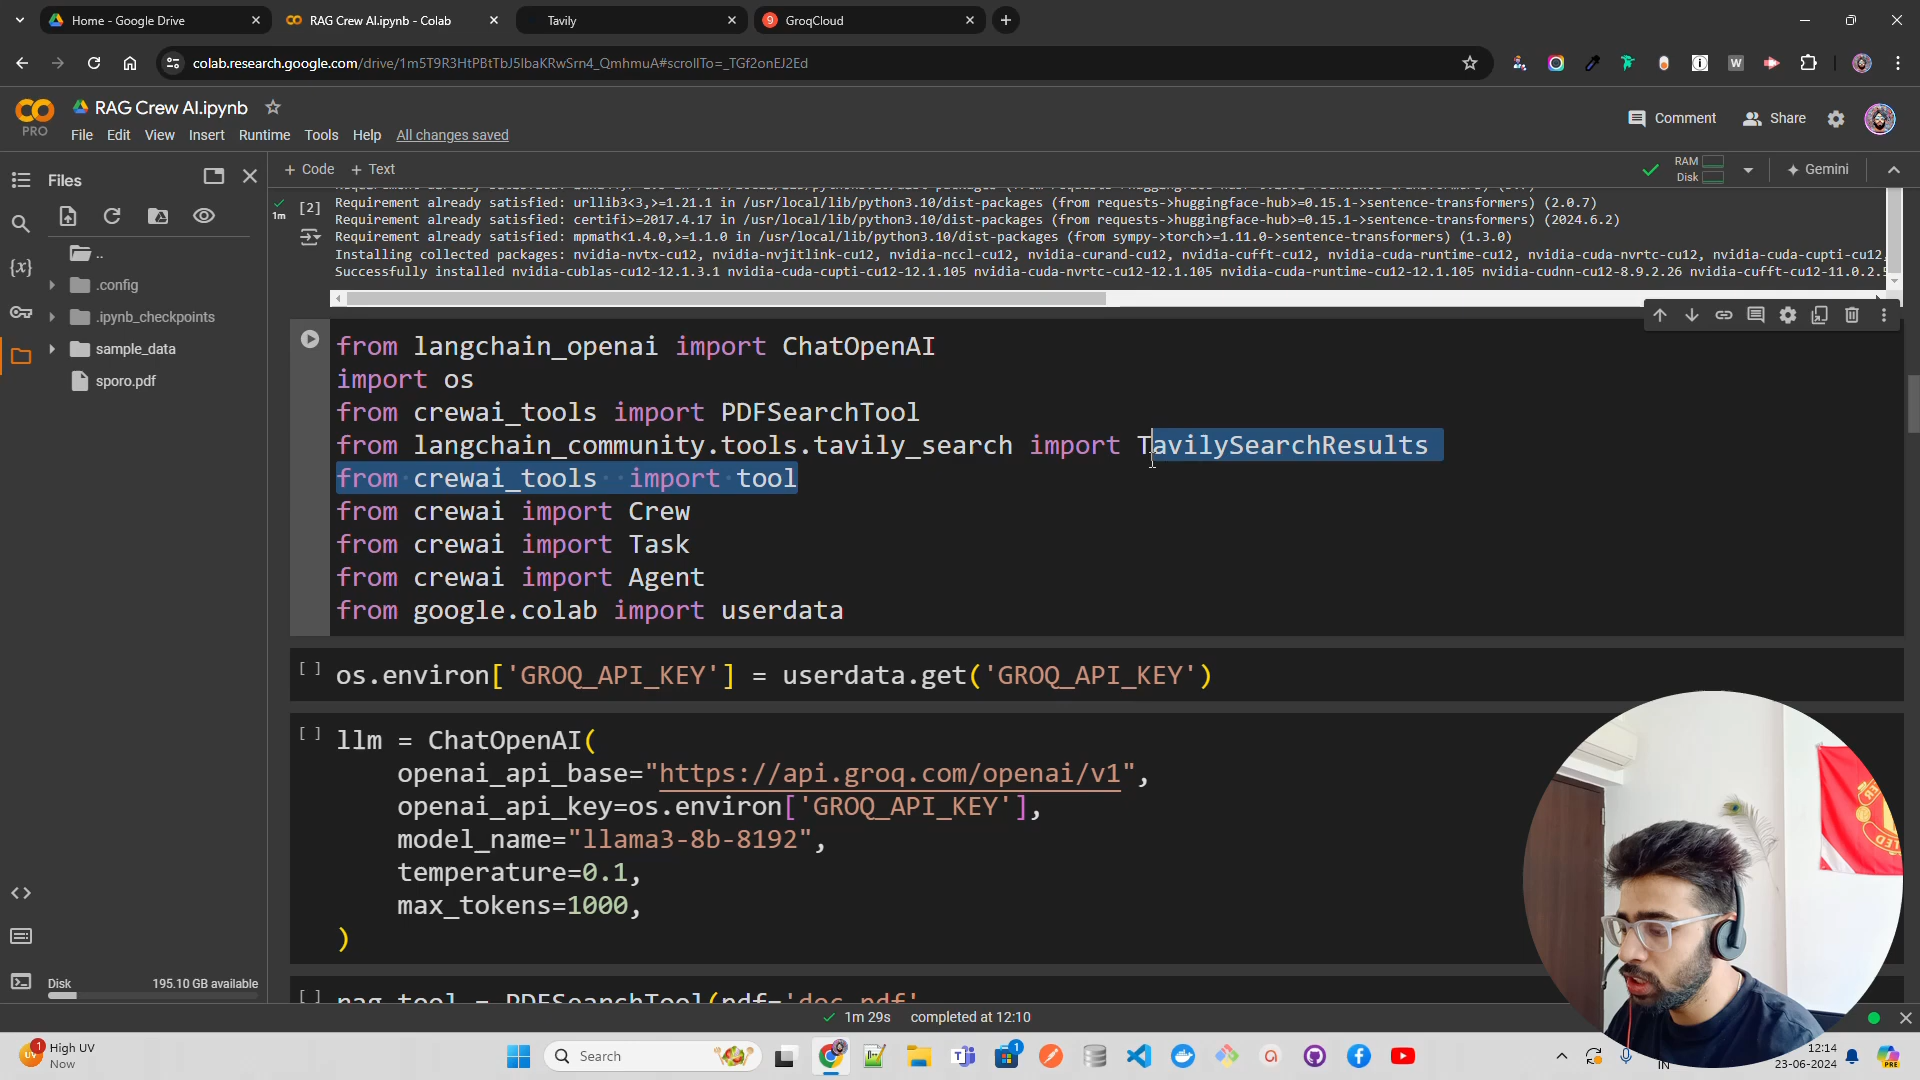 Home - Google Drive
RAG Crew AI.ipynb - Colab
Tavily
9
GroqCloud
colab.research.google.com/drive/1m5T9R3HtPBtTbJ5IbaKRwSrn4_QmhmuA#scrollTo=_TGf2onEJ2Ed
PRO
RAG Crew AI.ipynb
File Edit View Insert Runtime Tools Help All changes saved
Comment
Share
Files
+ Code + Text
RAM
Disk
Gemini
..
.config
.ipynb_checkpoints
sample_data
sporo.pdf
1m
[2]
Requirement already satisfied: urllib3<3,>=1.21.1 in /usr/local/lib/python3.10/dist-packages (from requests->huggingface-hub>=0.15.1->sentence-transformers) (2.0.7)
Requirement already satisfied: certifi>=2017.4.17 in /usr/local/lib/python3.10/dist-packages (from requests->huggingface-hub>=0.15.1->sentence-transformers) (2024.6.2)
Requirement already satisfied: mpmath<1.4.0,>=1.1.0 in /usr/local/lib/python3.10/dist-packages (from sympy->torch>=1.11.0->sentence-transformers) (1.3.0)
Installing collected packages: nvidia-nvtx-cu12, nvidia-nvjitlink-cu12, nvidia-nccl-cu12, nvidia-curand-cu12, nvidia-cufft-cu12, nvidia-cuda-runtime-cu12, nvidia-cuda-nvrtc-cu12, nvidia-cuda-cupti-cu12,
Successfully installed nvidia-cublas-cu12-12.1.3.1 nvidia-cuda-cupti-cu12-12.1.105 nvidia-cuda-nvrtc-cu12-12.1.105 nvidia-cuda-runtime-cu12-12.1.105 nvidia-cudnn-cu12-8.9.2.26 nvidia-cufft-cu12-11.0.2.5
from langchain_openai import ChatOpenAI
import os
from crewai_tools import PDFSearchTool
from langchain_community.tools.tavily_search import TavilySearchResults
from crewai_tools  import tool
from crewai import Crew
from crewai import Task
from crewai import Agent
from google.colab import userdata
[ ] os.environ['GROQ_API_KEY'] = userdata.get('GROQ_API_KEY')
[ ] llm = ChatOpenAI(
openai_api_base="https://api.groq.com/openai/v1",
openai_api_key=os.environ['GROQ_API_KEY'],
model_name="llama3-8b-8192",
temperature=0.1,
max_tokens=1000,
)
[ ] rag_tool = PDFSearchTool(pdf='doc.pdf',
Disk 195.10 GB available
1m 29s completed at 12:10
1
High UV
Now
Search
1
IN
12:14
23-06-2024
PRE